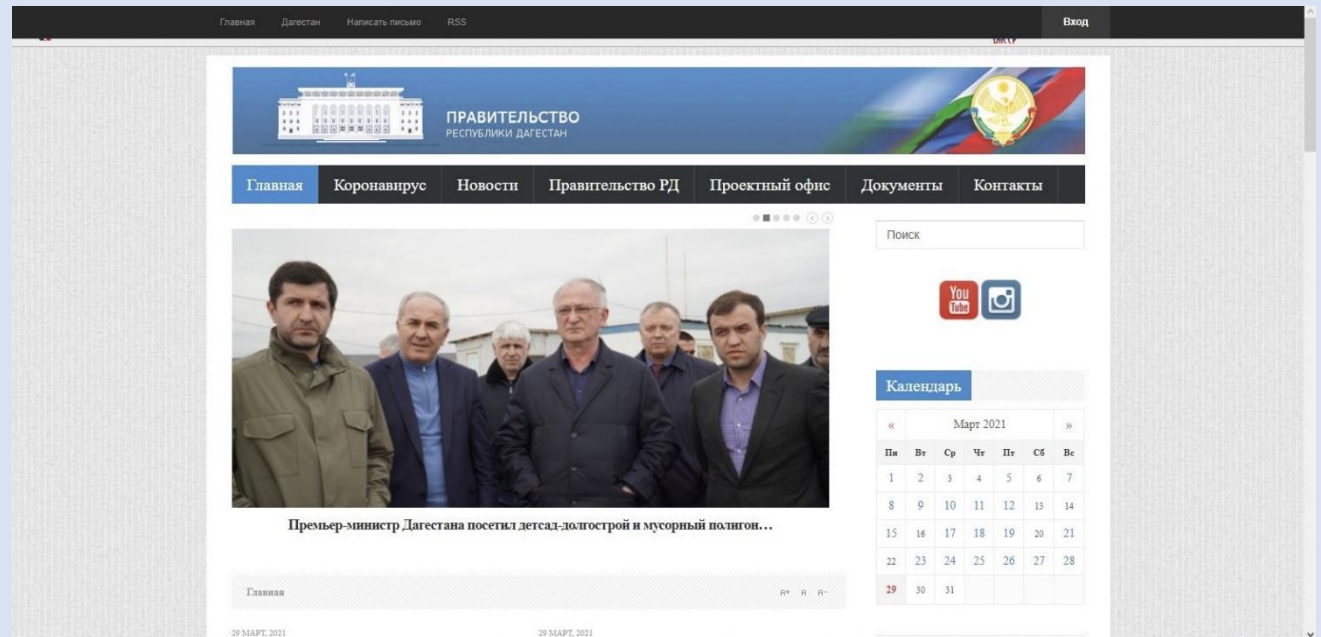 Главная Дагестан Написать письмо RSS Вход
ПРАВИТЕЛЬСТВО
РЕСПУБЛИКИ ДАГЕСТАН
Главная Коронавирус Новости Правительство РД Проектный офис Документы Контакты
Поиск
You
Tube
Календарь
« Март 2021 »
Пн Вт Ср Чт Пт Сб Вс
1 2 3 4 5 6 7
8 9 10 11 12 13 14
15 16 17 18 19 20 21
22 23 24 25 26 27 28
29 30 31
Премьер-министр Дагестана посетил детсад-долгострой и мусорный полигон…
Главная A+ A A-
29 МАРТ, 2021 29 МАРТ, 2021